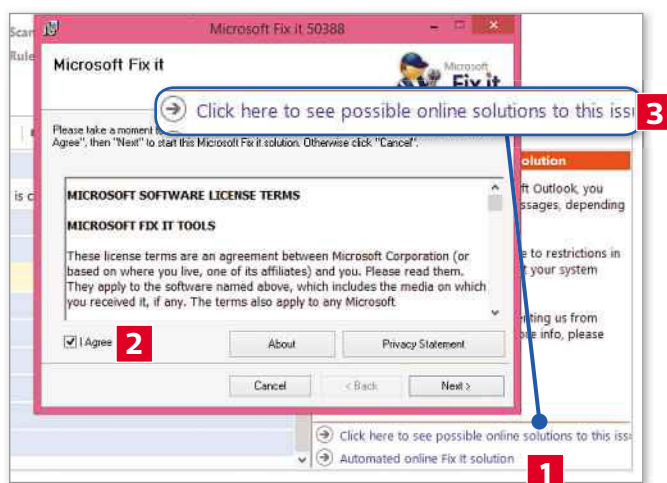 Scan
Rule
Microsoft Fix it 50388
Microsoft Fix it
Microsoft
Fix it
Click here to see possible online solutions to this issu
3
Please take a moment
Agree", then "Next" to start this Microsoft Fix it solution. Otherwise click "Cancel".
MICROSOFT SOFTWARE LICENSE TERMS
MICROSOFT FIX IT TOOLS
These license terms are an agreement between Microsoft Corporation (or
based on where you live, one of its affiliates) and you. Please read them.
They apply to the software named above, which includes the media on which
you received it, if any. The terms also apply to any Microsoft
I Agree
2
About
Privacy Statement
Cancel
< Back
Next >
is c
olution
ft Outlook, you
ssages, depending
e to restrictions in
t your system
enting us from
ore info, please
Click here to see possible online solutions to this issu
Automated online Fix it solution
1